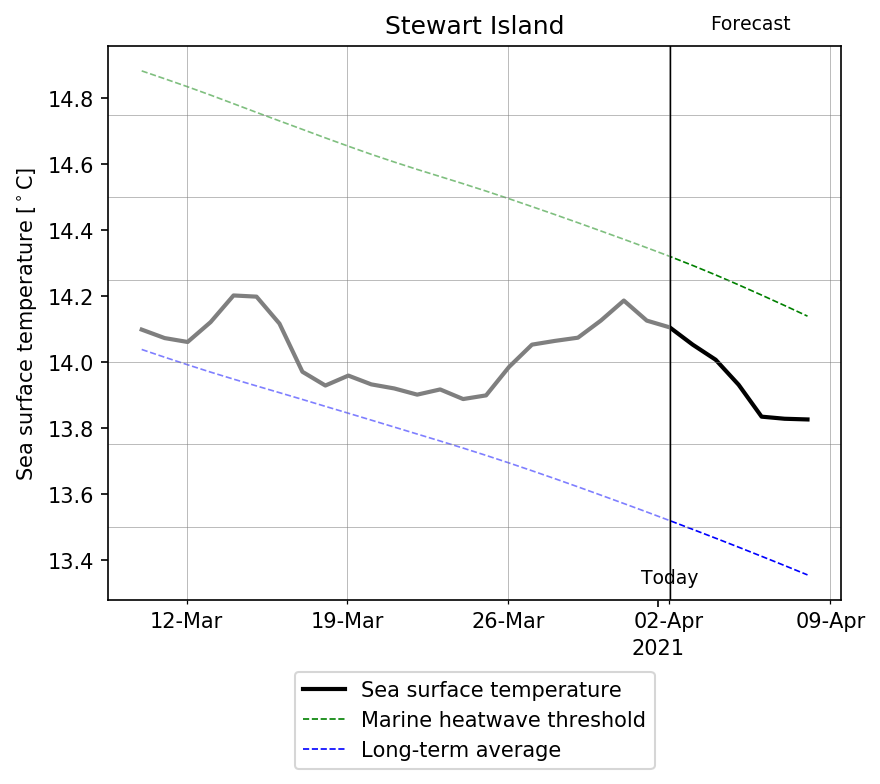 Stewart Island
Forecast
Sea surface temperature [°C]
14.8
14.6
14.4
14.2
14.0
13.8
13.6
13.4
Today
12-Mar
19-Mar
26-Mar
02-Apr
09-Apr
2021
Sea surface temperature
Marine heatwave threshold
Long-term average